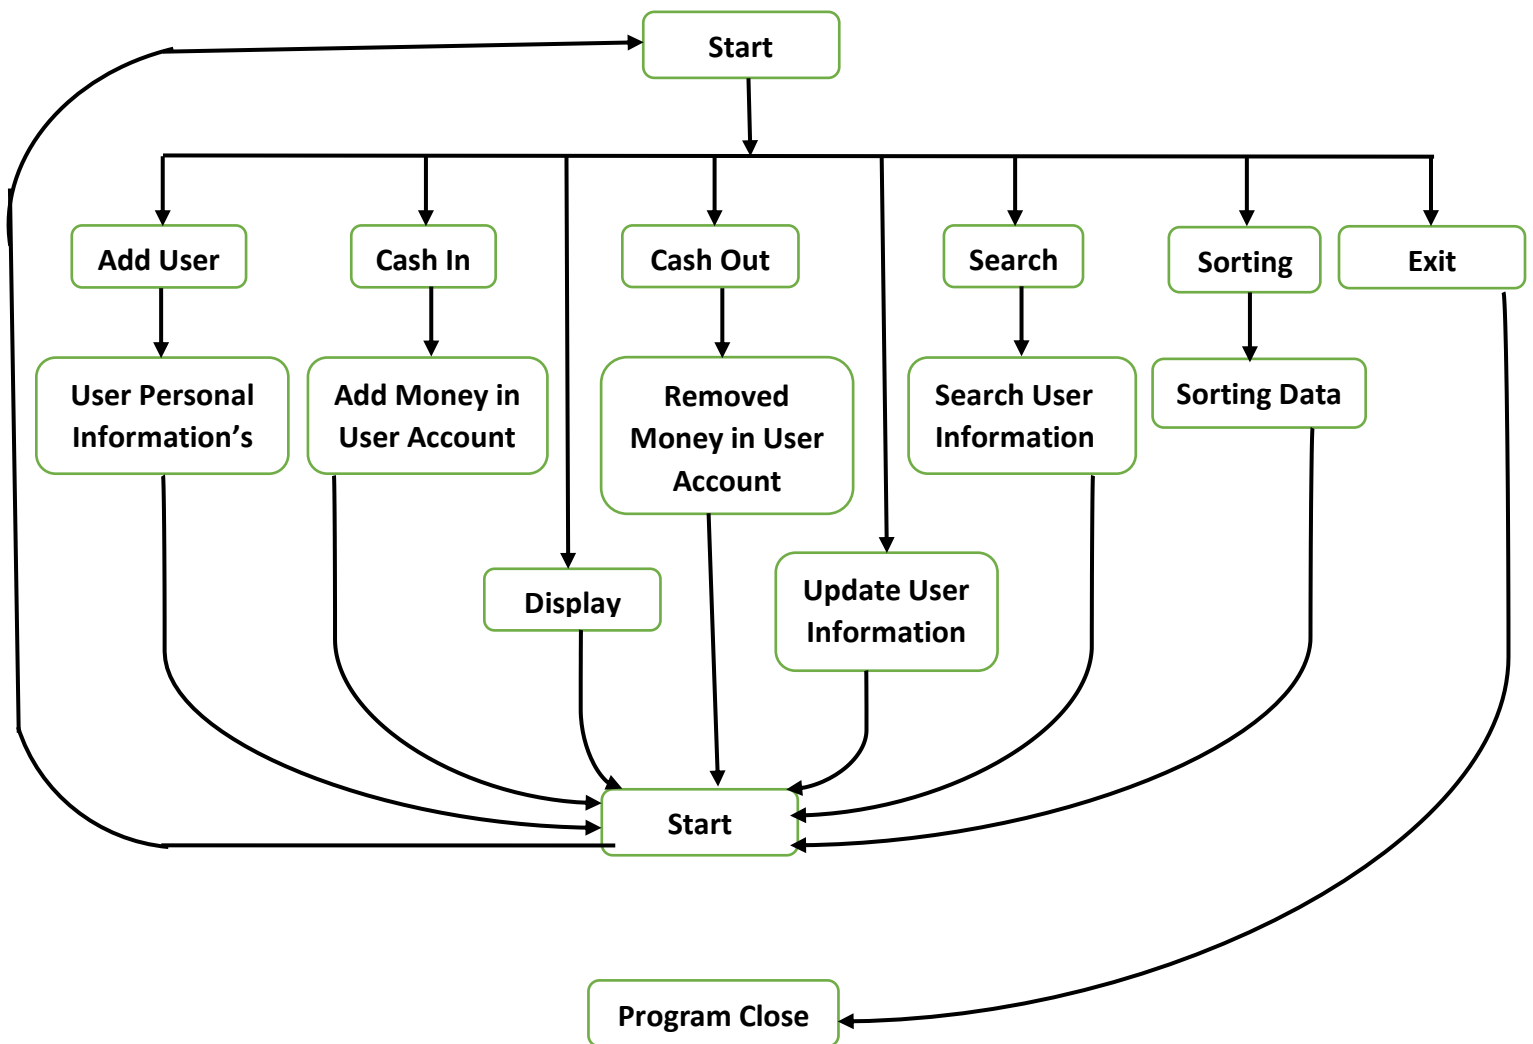 Start
Add User
Cash In
Cash Out
Search
Sorting
Exit
User Personal
Information’s
Add Money in
User Account
Removed
Money in User
Account
Search User
Information
Sorting Data
Display
Update User
Information
Start
Program Close